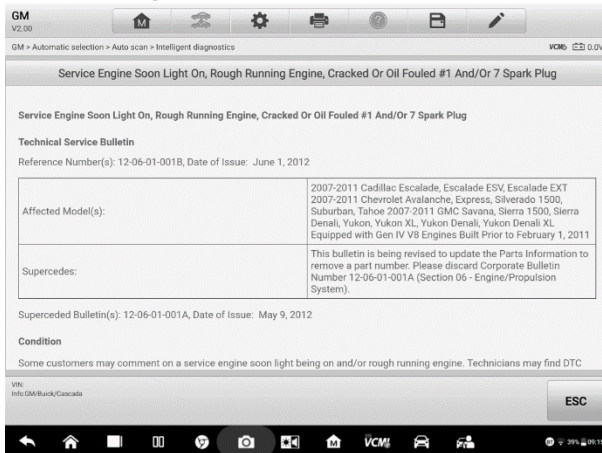 GM
V2.00
GM > Automatic selection > Auto scan > Intelligent diagnostics
VCMI 0.0V
Service Engine Soon Light On, Rough Running Engine, Cracked Or Oil Fouled #1 And/Or 7 Spark Plug
Service Engine Soon Light On, Rough Running Engine, Cracked Or Oil Fouled #1 And/Or 7 Spark Plug
Technical Service Bulletin
Reference Number(s): 12-06-01-001B, Date of Issue: June 1, 2012
Affected Model(s):
2007-2011 Cadillac Escalade, Escalade ESV, Escalade EXT
2007-2011 Chevrolet Avalanche, Express, Silverado 1500,
Suburban, Tahoe 2007-2011 GMC Savana, Sierra 1500, Sierra
Denali, Yukon, Yukon XL, Yukon Denali, Yukon Denali XL
Equipped with Gen IV V8 Engines Built Prior to February 1, 2011
Supercedes:
This bulletin is being revised to update the Parts Information to
remove a part number. Please discard Corporate Bulletin
Number 12-06-01-001A (Section 06 - Engine/Propulsion
System).
Superceded Bulletin(s): 12-06-01-001A, Date of Issue: May 9, 2012
Condition
Some customers may comment on a service engine soon light being on and/or rough running engine. Technicians may find DTC
VIN:
Info:GM/Buick/Cascada
ESC
VCMI
39% 09:15